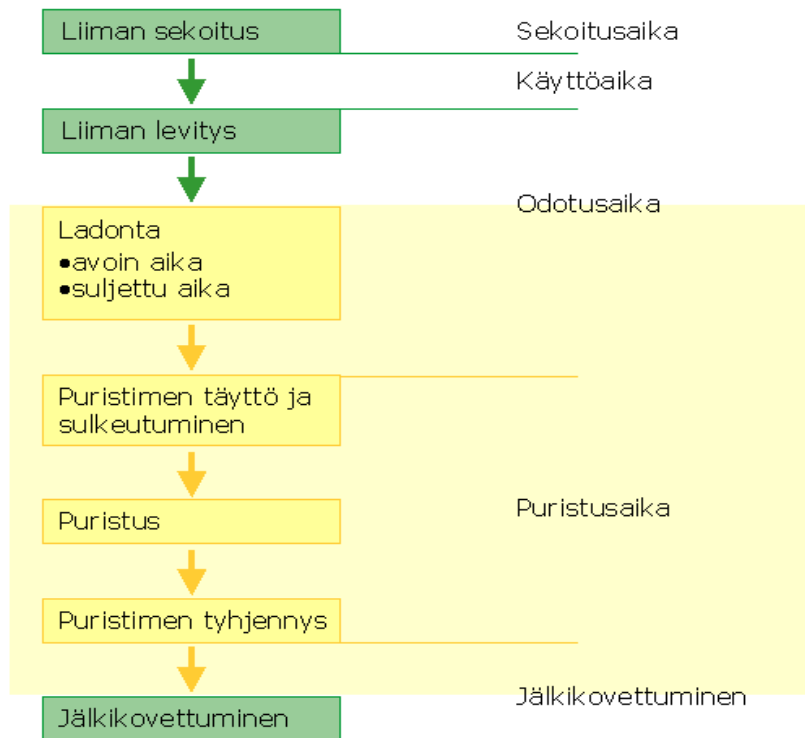 Liiman sekoitus
Sekoitusaika
Käyttöaika
Liiman levitys
Odotusaika
Ladonta
•avoin aika
•suljettu aika
Puristimen täyttö ja
sulkeutuminen
Puristus
Puristusaika
Puristimen tyhjennys
Jälkikovettuminen
Jälkikovettuminen